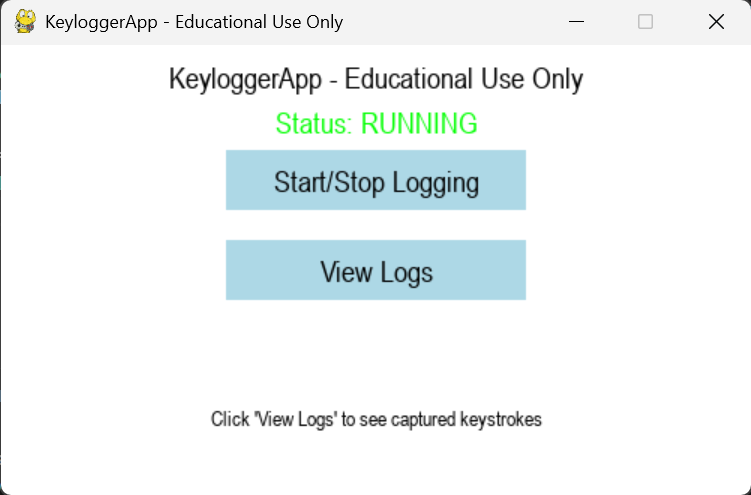 KeyloggerApp - Educational Use Only
KeyloggerApp - Educational Use Only
Status: RUNNING
Start/Stop Logging
View Logs
Click 'View Logs' to see captured keystrokes